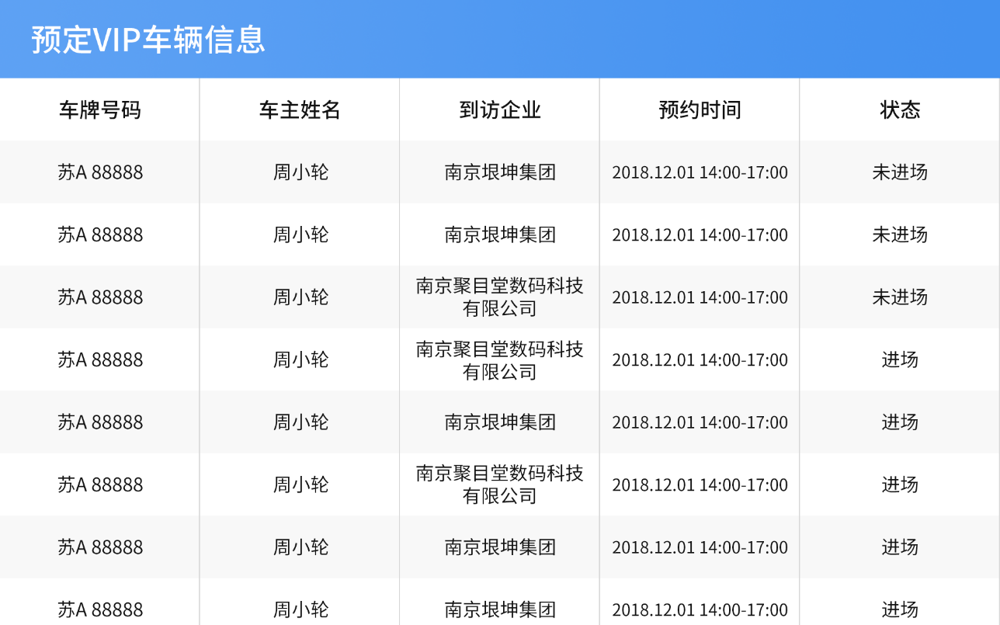 预定VIP车辆信息
车牌号码 车主姓名 到访企业 预约时间 状态
苏A 88888 周小轮 南京垠坤集团 2018.12.01 14:00-17:00 未进场
苏A 88888 周小轮 南京垠坤集团 2018.12.01 14:00-17:00 未进场
苏A 88888 周小轮 南京聚目堂数码科技 2018.12.01 14:00-17:00 未进场
有限公司
苏A 88888 周小轮 南京聚目堂数码科技 2018.12.01 14:00-17:00 进场
有限公司
苏A 88888 周小轮 南京垠坤集团 2018.12.01 14:00-17:00 进场
苏A 88888 周小轮 南京聚目堂数码科技 2018.12.01 14:00-17:00 进场
有限公司
苏A 88888 周小轮 南京垠坤集团 2018.12.01 14:00-17:00 进场
苏A 88888 周小轮 南京垠坤集团 2018.12.01 14:00-17:00 进场